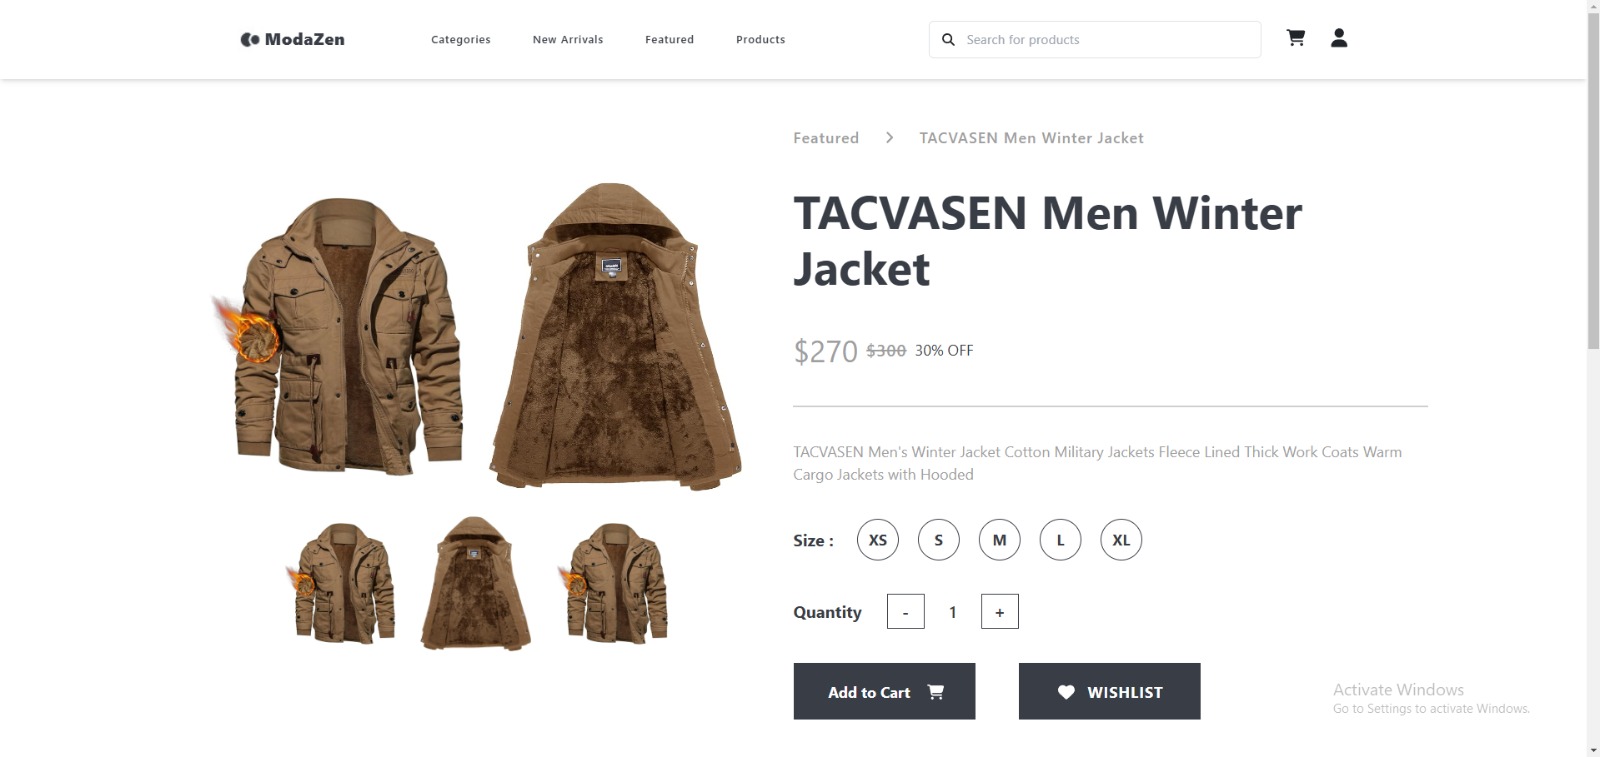 ModaZen
Categories
New Arrivals
Featured
Products
Search for products
Featured > TACVASEN Men Winter Jacket
TACVASEN Men Winter
Jacket
$270 $300 30% OFF
TACVASEN Men's Winter Jacket Cotton Military Jackets Fleece Lined Thick Work Coats Warm
Cargo Jackets with Hooded
Size : XS S M L XL
Quantity - 1 +
Add to Cart
WISHLIST
Activate Windows
Go to Settings to activate Windows.